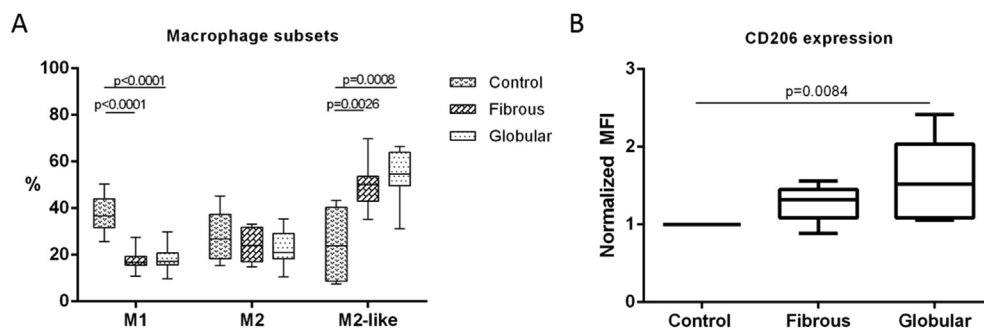 A
Macrophage subsets
%
100
80
60
40
20
0
p<0.0001
p<0.0001
p=0.0008
p=0.0026
M1
M2
M2-like
Control
Fibrous
Globular
B
CD206 expression
Normalized MFI
3
2
1
0
p=0.0084
Control
Fibrous
Globular